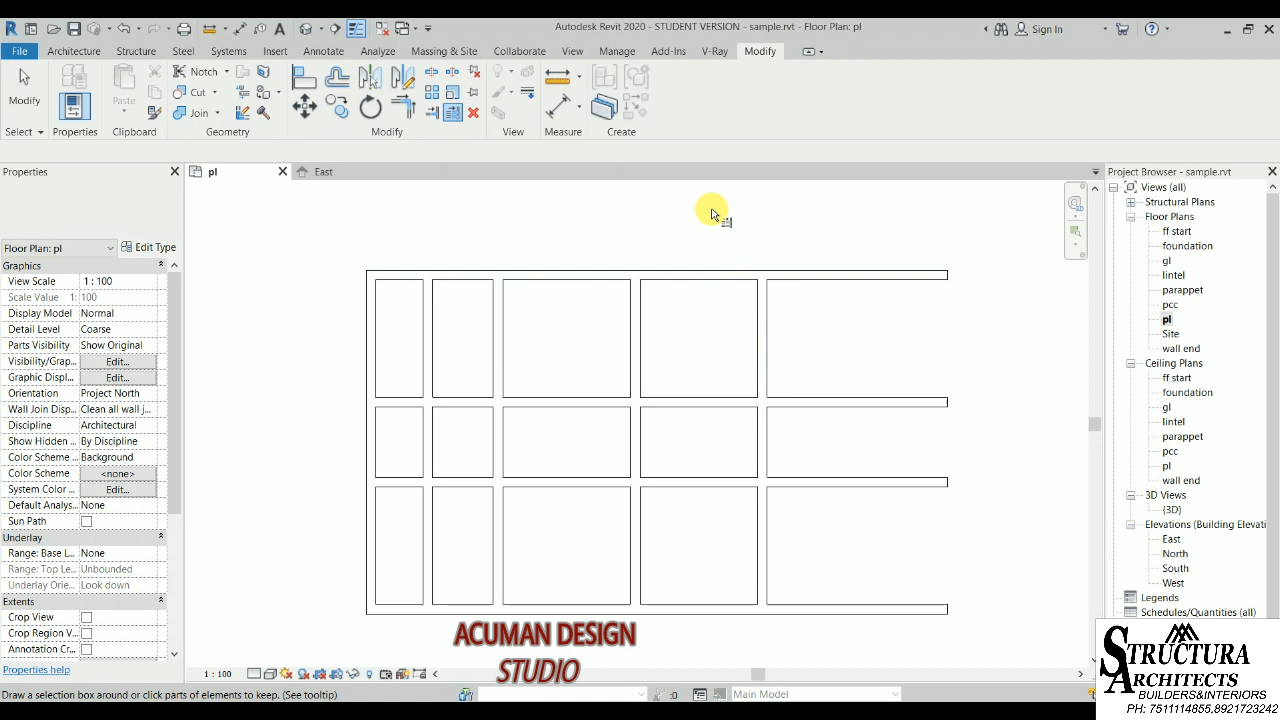 Autodesk Revit 2020 - STUDENT VERSION - sample.rvt - Floor Plan: pl
Sign In
File Architecture Structure Steel Systems Insert Annotate Analyze Massing & Site Collaborate View Manage Add-Ins V-Ray Modify
Notch
Cut
Join
Modify
Paste
Select Properties Clipboard Geometry Modify View Measure Create
Properties
pl
East
Project Browser - sample.rvt
Floor Plan: pl
Edit Type
Graphics
View Scale 1 : 100
Scale Value 1: 100
Display Model Normal
Detail Level Coarse
Parts Visibility Show Original
Visibility/Grap... Edit...
Graphic Displ... Edit...
Orientation Project North
Wall Join Disp... Clean all wall j...
Discipline Architectural
Show Hidden ... By Discipline
Color Scheme ... Background
Color Scheme <none>
System Color ... Edit...
Default Analys... None
Sun Path
Underlay
Range: Base L... None
Range: Top Le... Unbounded
Underlay Orie... Look down
Extents
Crop View
Crop Region V...
Annotation Cr...
Properties help
Views (all)
Structural Plans
Floor Plans
ff start
foundation
gl
lintel
parappet
pcc
pl
Site
wall end
Ceiling Plans
ff start
foundation
gl
lintel
parappet
pcc
pl
wall end
3D Views
{3D}
Elevations (Building Elevati
East
North
South
West
Legends
Schedules/Quantities (all)
ACUMAN DESIGN
STUDIO
1 : 100
Draw a selection box around or click parts of elements to keep. (See tooltip)
:0
Main Model
STRUCTURA
ARCHITECTS
BUILDERS&INTERIORS
PH: 7511114855,8921723242